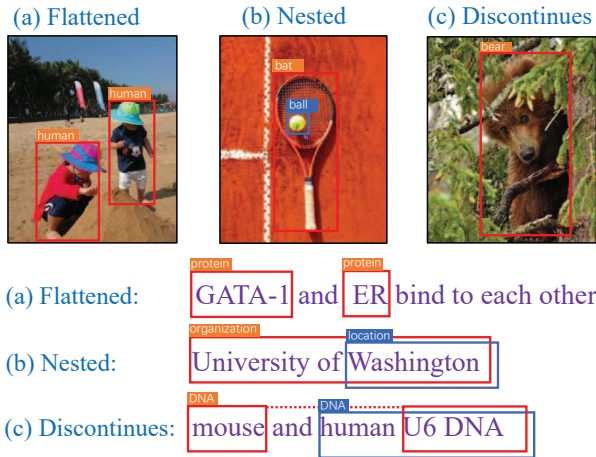 (a) Flattened (b) Nested (c) Discontinues
human
human
bat
ball
bear
protein protein
(a) Flattened: GATA-1 and ER bind to each other
organization location
(b) Nested: University of Washington
DNA DNA
(c) Discontinues: mouse and human U6 DNA